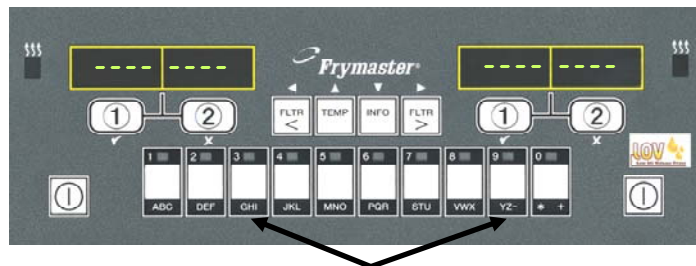 ---- ----
---- ----
Frymaster
1
2
FLTR <
TEMP
INFO
FLTR >
1
2
LOV
1 ABC
2 DEF
3 GHI
4 JKL
5 MNO
6 PQR
7 STU
8 VWX
9 YZ-
0 * +